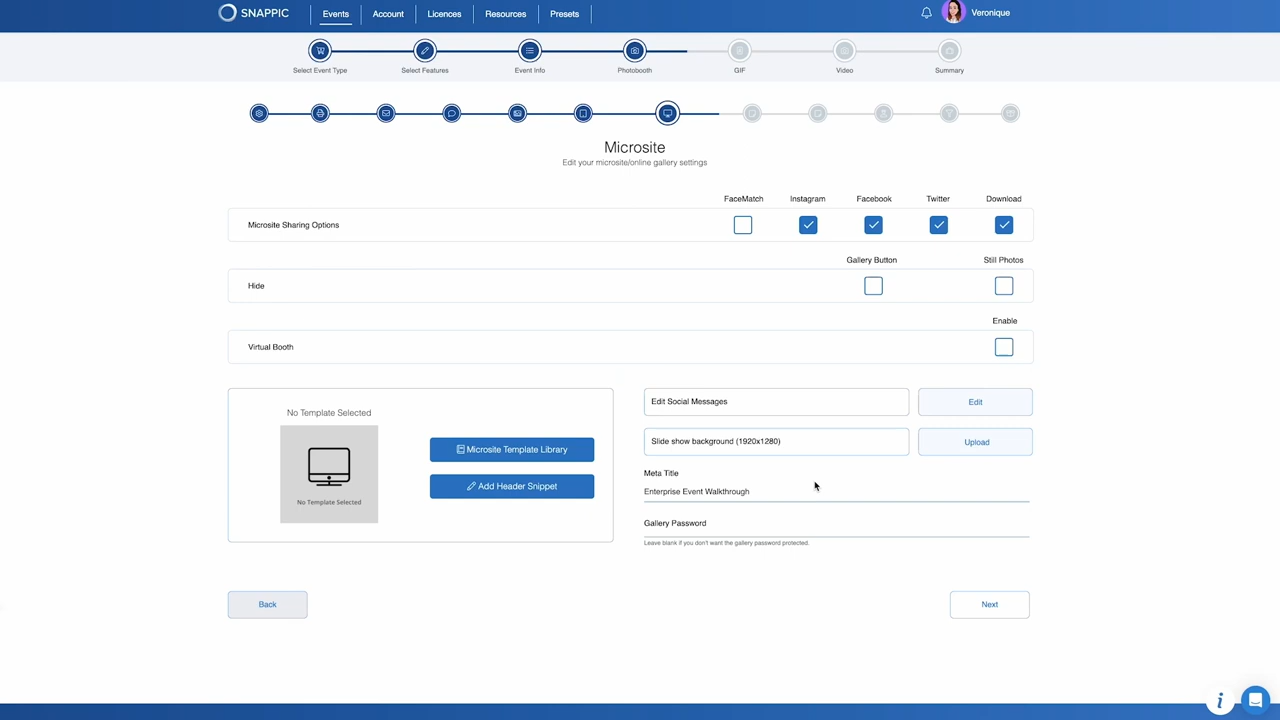 SNAPPIC
Events
Account
Licences
Resources
Presets
Veronique
Select Event Type
Select Features
Event Info
Photobooth
GIF
Video
Summary
Microsite
Edit your microsite/online gallery settings
FaceMatch
Instagram
Facebook
Twitter
Download
Microsite Sharing Options
Gallery Button
Still Photos
Hide
Enable
Virtual Booth
No Template Selected
No Template Selected
Microsite Template Library
Add Header Snippet
Edit Social Messages
Edit
Slide show background (1920x1280)
Upload
Meta Title
Enterprise Event Walkthrough
Gallery Password
Leave blank if you don't want the gallery password protected.
Back
Next